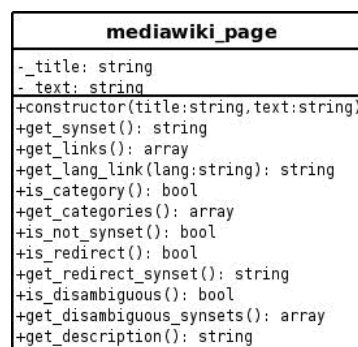 mediawiki_page
-_title: string
-_text: string
+constructor(title:string,text:string)
+get_synset(): string
+get_links(): array
+get_lang_link(lang:string): string
+is_category(): bool
+get_categories(): array
+is_not_synset(): bool
+is_redirect(): bool
+get_redirect_synset(): string
+is_disambiguous(): bool
+get_disambiguous_synsets(): array
+get_description(): string